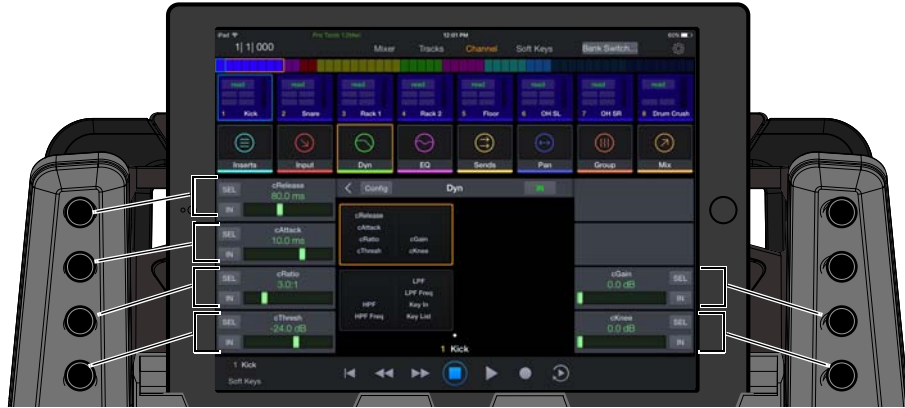 iPad 12:01 PM 60%
Pro Tools
1| 1| 000 Mixer Tracks Channel Soft Keys Bank Switch...
read read read read read read read read
1 Kick 2 Snare 3 Rack 1 4 Rack 2 5 Floor 6 OH SL 7 OH SR 8 Drum Crush
Inserts Input Dyn EQ Sends Pan Group Mix
SEL cRelease
80.0 ms
IN
Config Dyn IN
SEL cAttack
10.0 ms
IN
SEL cRatio
3.0:1
IN
SEL cThresh
-24.0 dB
IN
cRelease
cAttack
cRatio cGain
cThresh cKnee
LPF
LPF Freq
HPF Key In
HPF Freq Key List
1 Kick
cGain SEL
0.0 dB
IN
cKnee SEL
0.0 dB
IN
1 Kick
Soft Keys